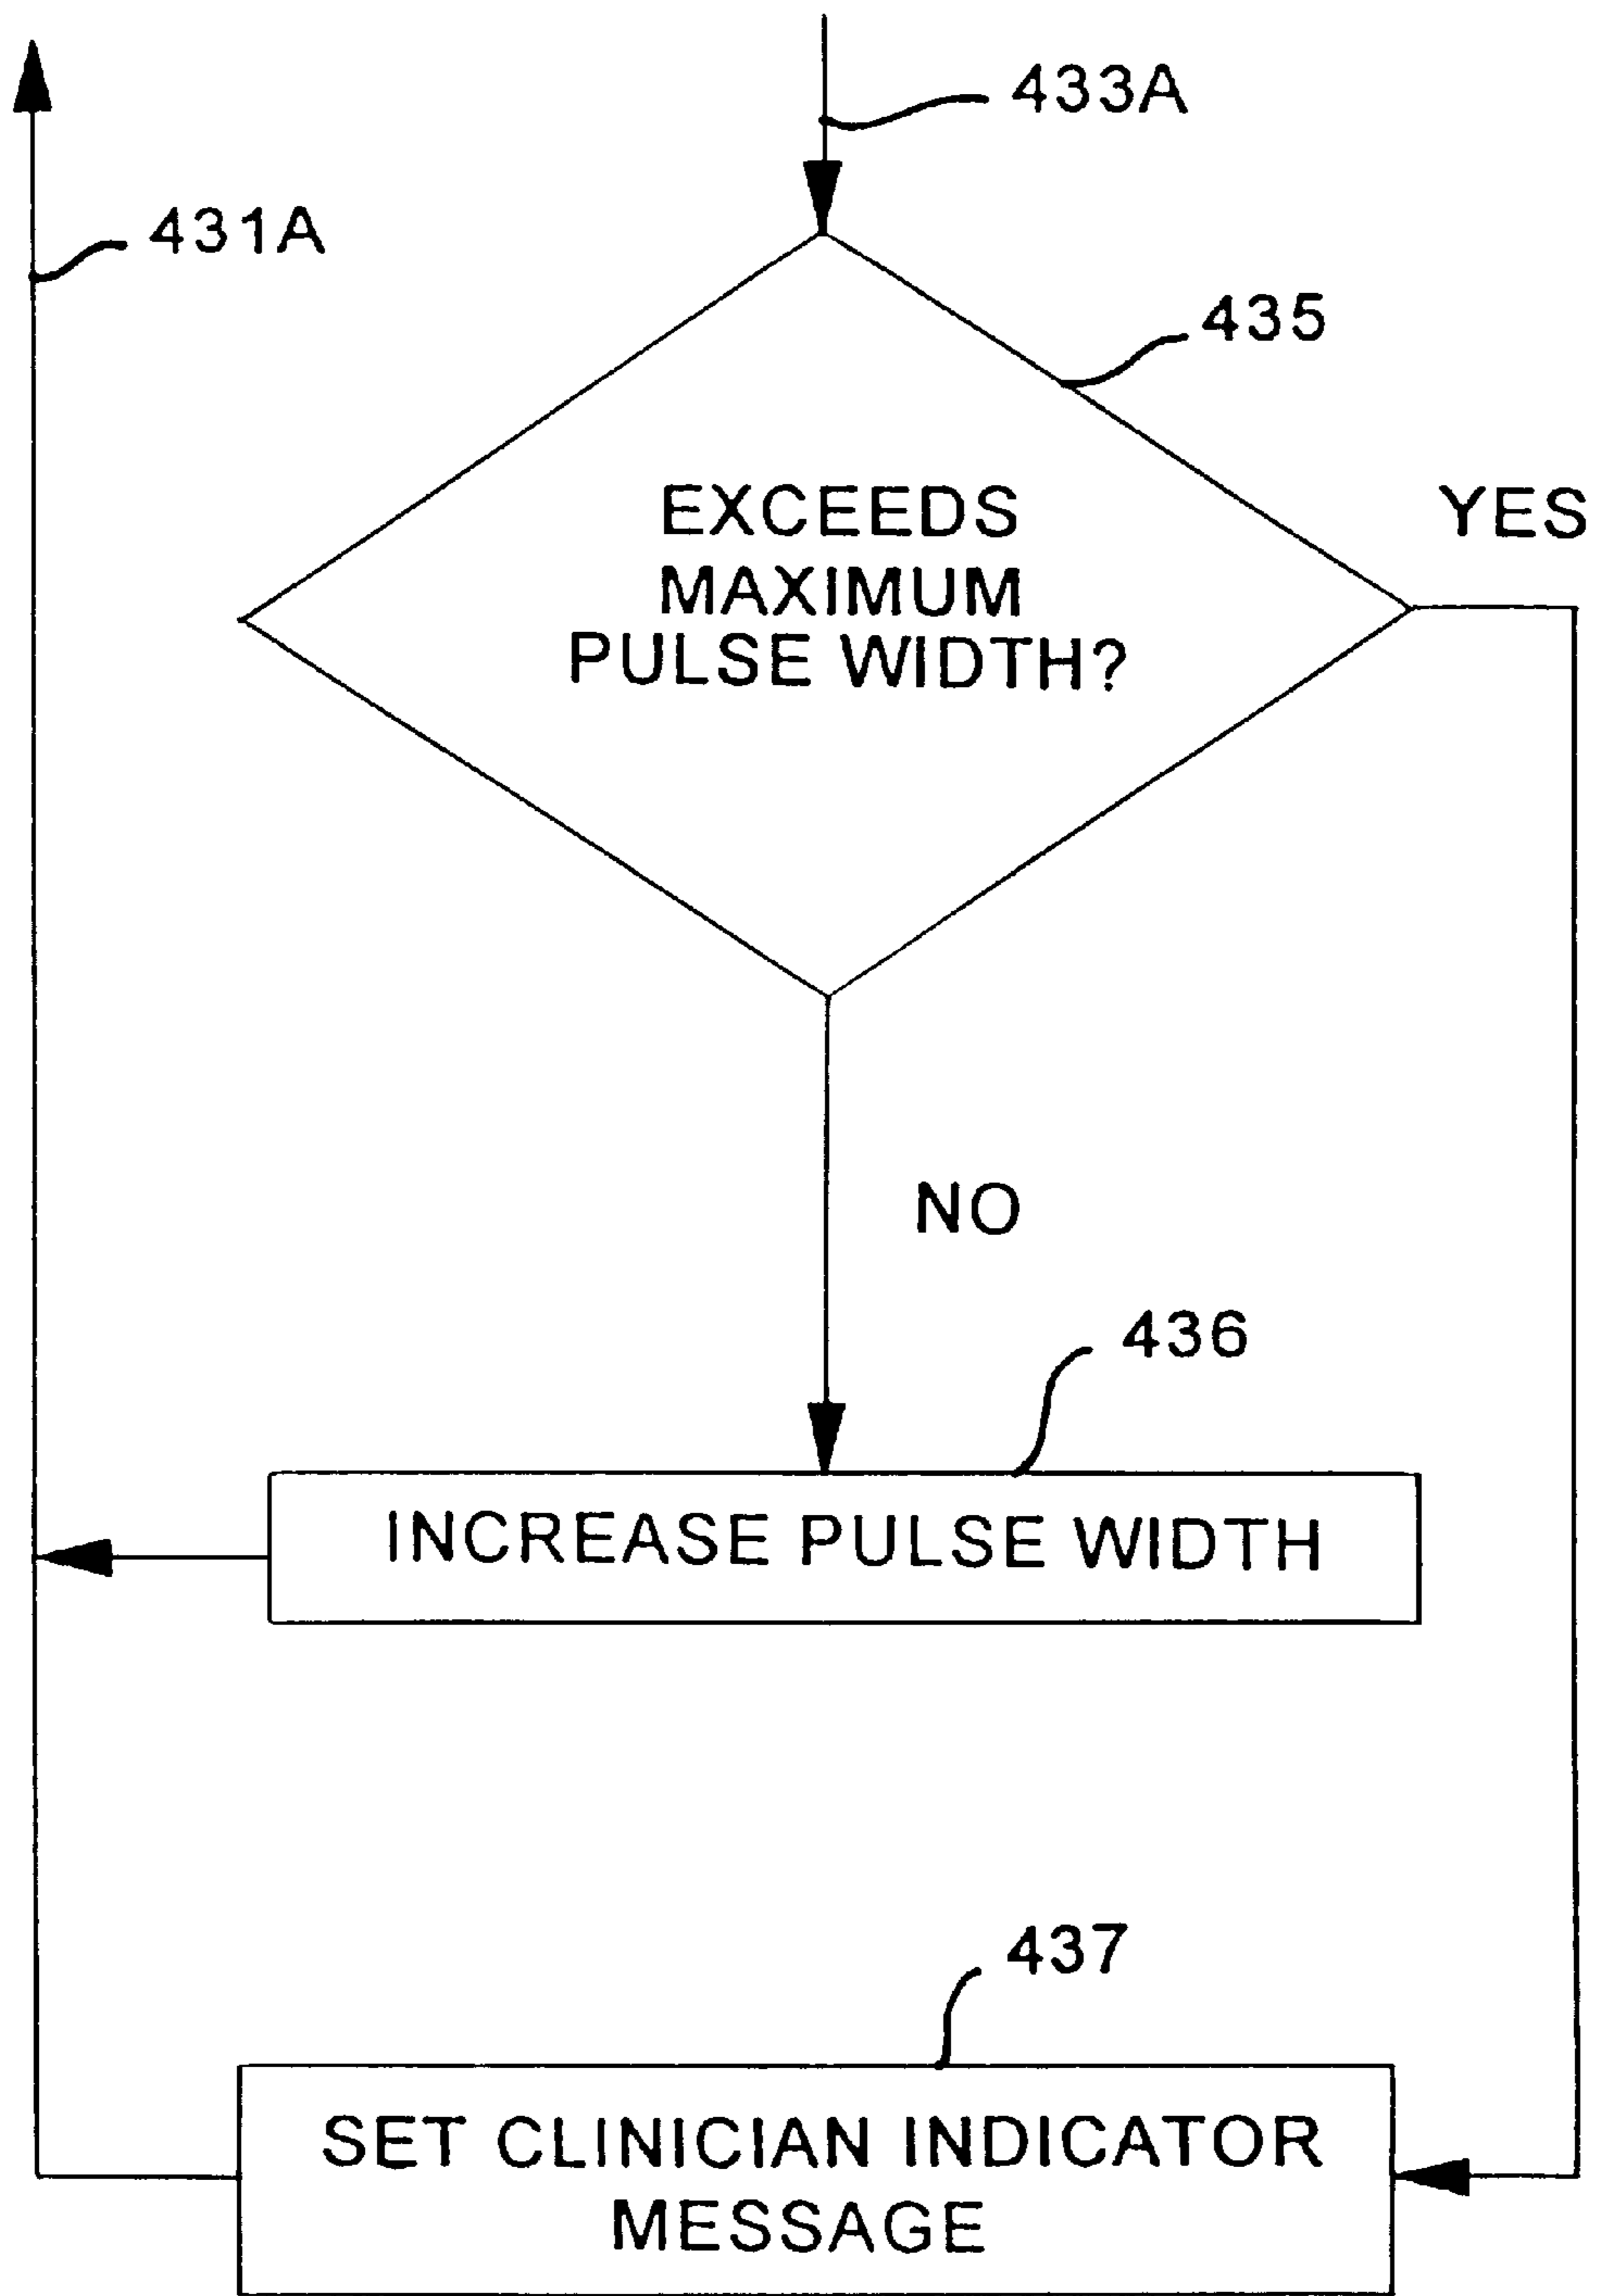 433A
431A
435
EXCEEDS
MAXIMUM
PULSE WIDTH?
YES
NO
436
INCREASE PULSE WIDTH
437
SET CLINICIAN INDICATOR
MESSAGE